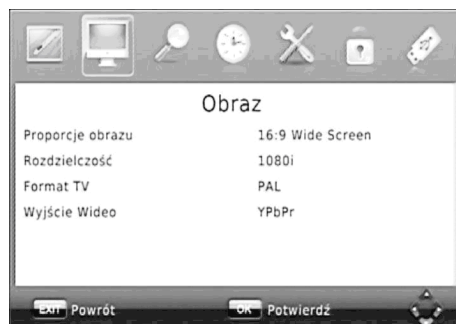 Obraz
Proporcje obrazu 16:9 Wide Screen
Rozdzielczość 1080i
Format TV PAL
Wyjście Wideo YPbPr
EXIT Powrót OK Potwierdź